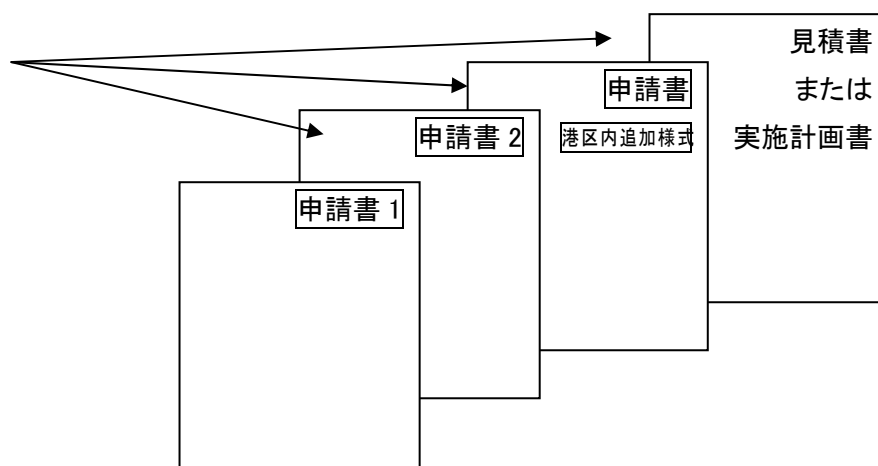 見積書
または
実施計画書
申請書
港区内追加様式
申請書 2
申請書 1